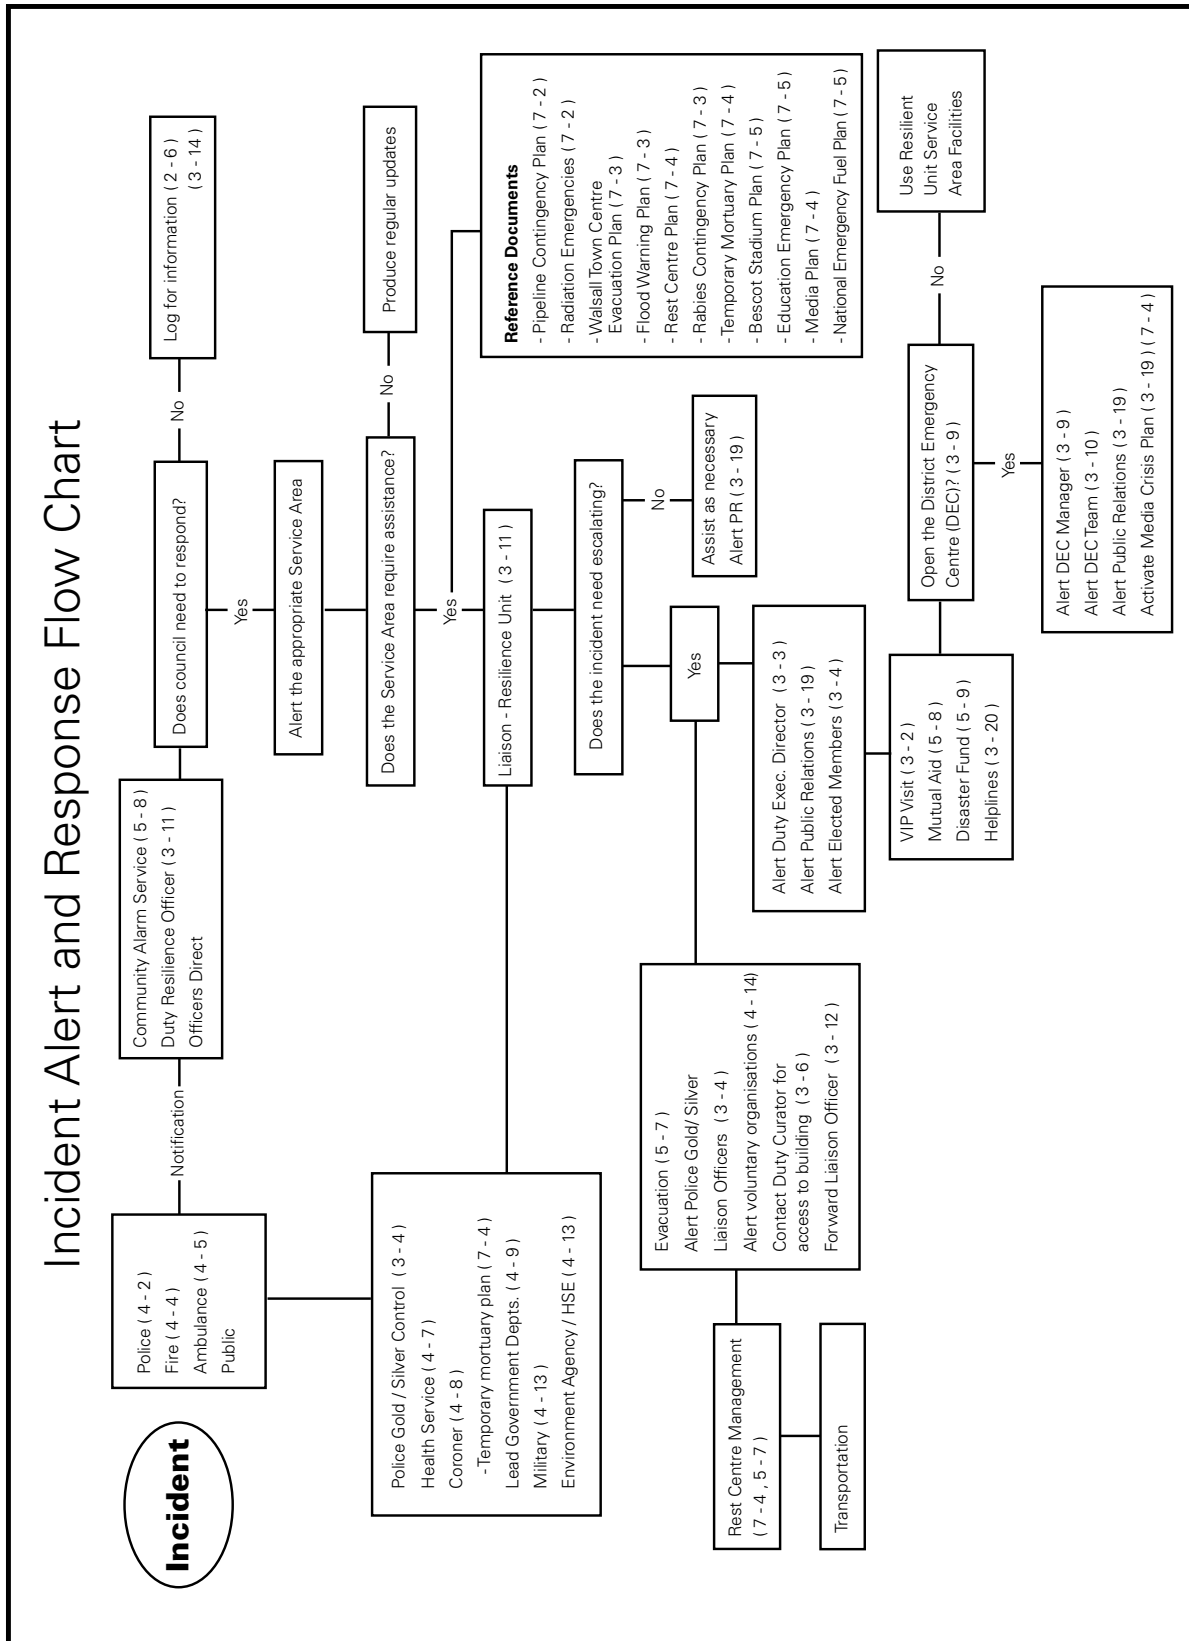 Incident Alert and Response Flow Chart
Incident
Police ( 4 - 2 )
Fire ( 4 - 4 )
Ambulance ( 4 - 5 )
Public
Notification
Community Alarm Service ( 5 - 8 )
Duty Resilience Officer ( 3 - 11 )
Officers Direct
Does council need to respond?
No
Log for information ( 2 - 6 )
( 3 - 14 )
Yes
Alert the appropriate Service Area
Does the Service Area require assistance?
No
Produce regular updates
Yes
Police Gold / Silver Control ( 3 - 4 )
Health Service ( 4 - 7 )
Coroner ( 4 - 8 )
- Temporary mortuary plan ( 7 - 4 )
Lead Government Depts. ( 4 - 9 )
Military ( 4 - 13 )
Environment Agency / HSE ( 4 - 13 )
Liaison - Resilience Unit ( 3 - 11 )
Reference Documents
- Pipeline Contingency Plan ( 7 - 2 )
- Radiation Emergencies ( 7 - 2 )
- Walsall Town Centre
Evacuation Plan ( 7 - 3 )
- Flood Warning Plan ( 7 - 3 )
- Rest Centre Plan ( 7 - 4 )
- Rabies Contingency Plan ( 7 - 3 )
- Temporary Mortuary Plan ( 7 - 4 )
- Bescot Stadium Plan ( 7 - 5 )
- Education Emergency Plan ( 7 - 5 )
- Media Plan ( 7 - 4 )
- National Emergency Fuel Plan ( 7 - 5 )
Does the incident need escalating?
No
Assist as necessary
Alert PR ( 3 - 19 )
Yes
Evacuation ( 5 - 7 )
Alert Police Gold/ Silver
Liaison Officers ( 3 - 4 )
Alert voluntary organisations ( 4 - 14)
Contact Duty Curator for
access to building ( 3 - 6 )
Forward Liaison Officer ( 3 - 12 )
Rest Centre Management
( 7 - 4 , 5 - 7 )
Transportation
Alert Duty Exec. Director ( 3 - 3 )
Alert Public Relations ( 3 - 19 )
Alert Elected Members ( 3 - 4 )
VIP Visit ( 3 - 2 )
Mutual Aid ( 5 - 8 )
Disaster Fund ( 5 - 9 )
Helplines ( 3 - 20 )
Open the District Emergency
Centre (DEC)? ( 3 - 9 )
No
Use Resilient
Unit Service
Area Facilities
Yes
Alert DEC Manager ( 3 - 9 )
Alert DEC Team ( 3 - 10 )
Alert Public Relations ( 3 - 19 )
Activate Media Crisis Plan ( 3 - 19 ) ( 7 - 4 )